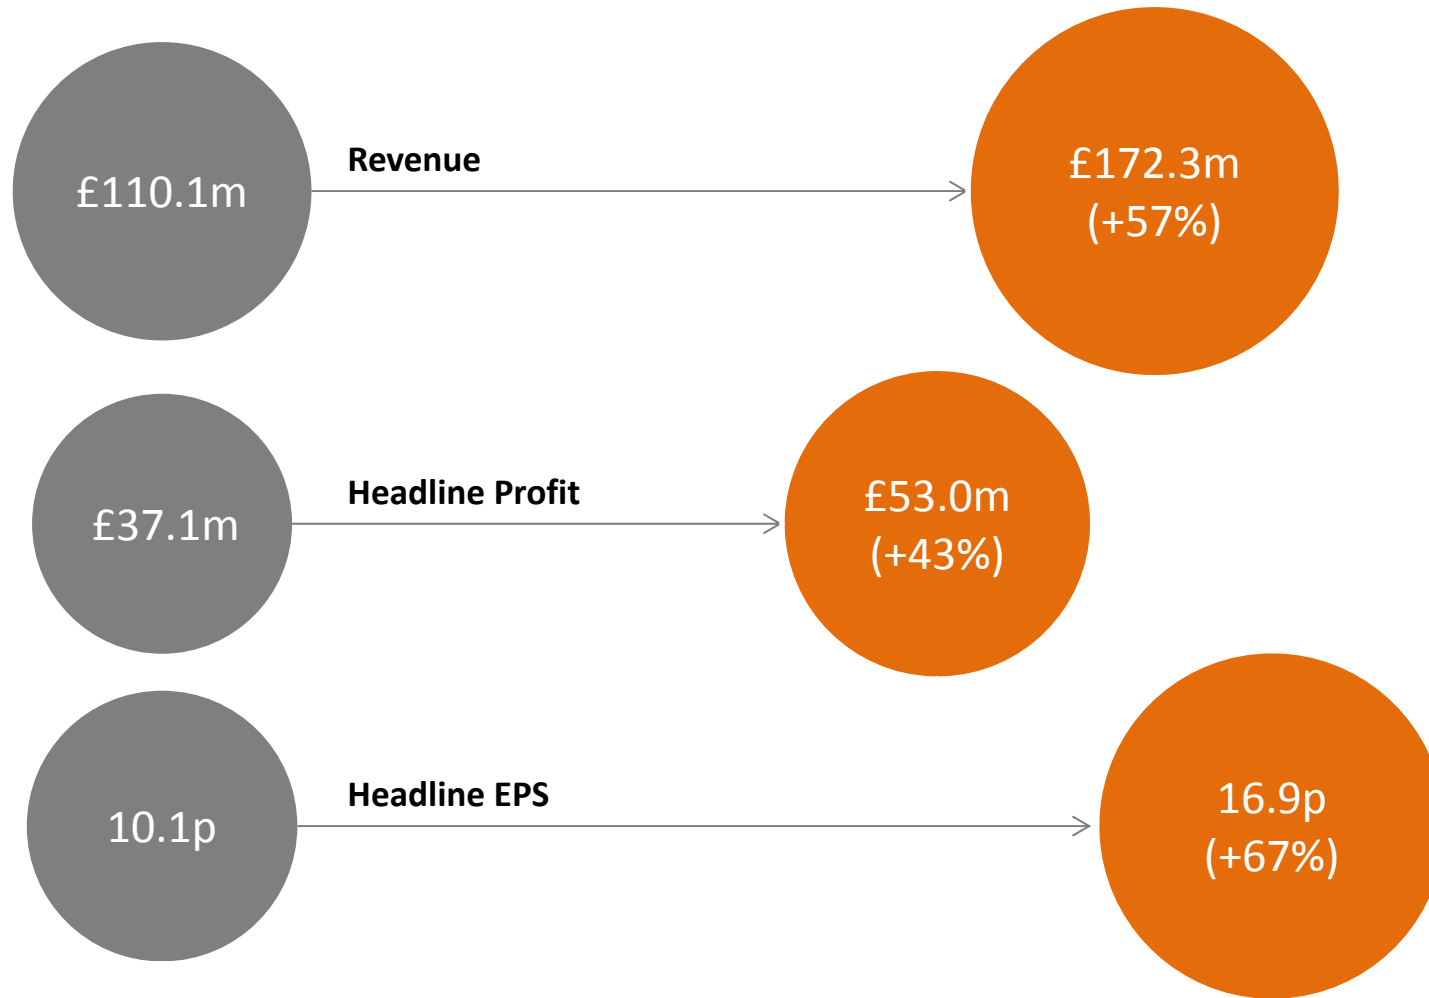 £110.1m
Revenue
£172.3m
(+57%)
£37.1m
Headline Profit
£53.0m
(+43%)
10.1p
Headline EPS
16.9p
(+67%)